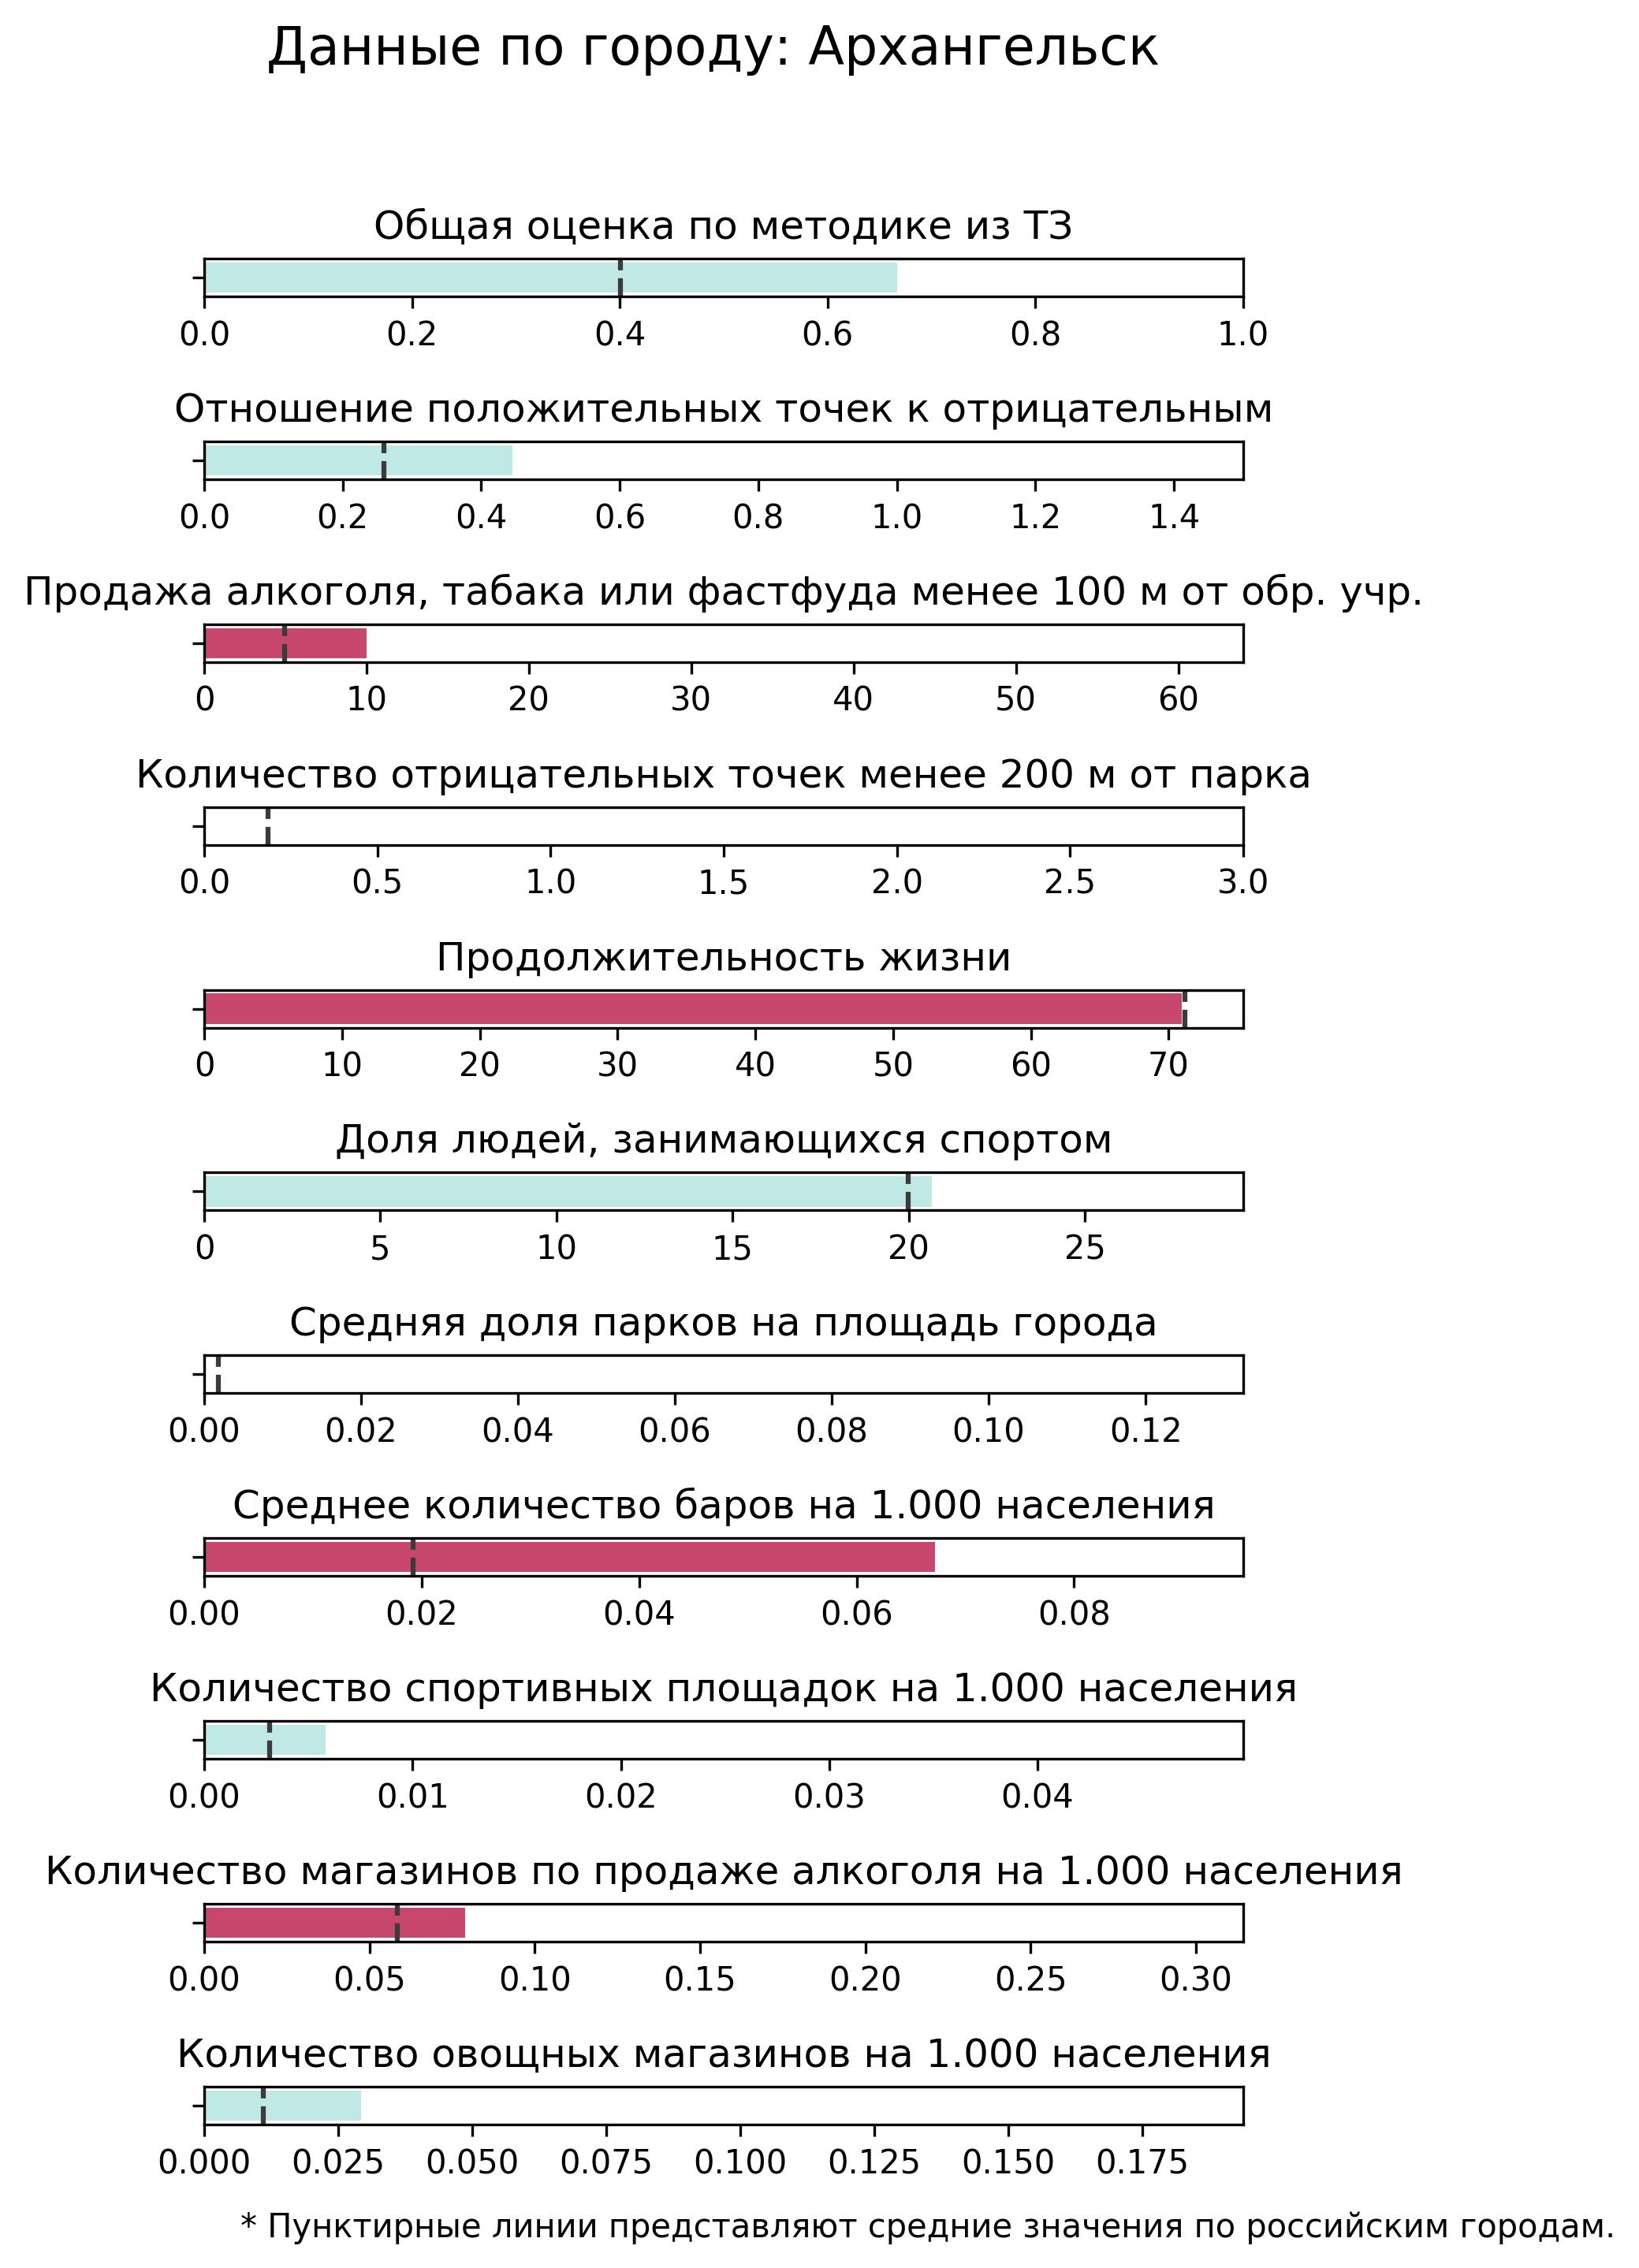 Данные по городу: Архангельск
Общая оценка по методике из ТЗ
0.0 0.2 0.4 0.6 0.8 1.0
Отношение положительных точек к отрицательным
0.0 0.2 0.4 0.6 0.8 1.0 1.2 1.4
Продажа алкоголя, табака или фастфуда менее 100 м от обр. учр.
0 10 20 30 40 50 60
Количество отрицательных точек менее 200 м от парка
0.0 0.5 1.0 1.5 2.0 2.5 3.0
Продолжительность жизни
0 10 20 30 40 50 60 70
Доля людей, занимающихся спортом
0 5 10 15 20 25
Средняя доля парков на площадь города
0.00 0.02 0.04 0.06 0.08 0.10 0.12
Среднее количество баров на 1.000 населения
0.00 0.02 0.04 0.06 0.08
Количество спортивных площадок на 1.000 населения
0.00 0.01 0.02 0.03 0.04
Количество магазинов по продаже алкоголя на 1.000 населения
0.00 0.05 0.10 0.15 0.20 0.25 0.30
Количество овощных магазинов на 1.000 населения
0.000 0.025 0.050 0.075 0.100 0.125 0.150 0.175
* Пунктирные линии представляют средние значения по российским городам.